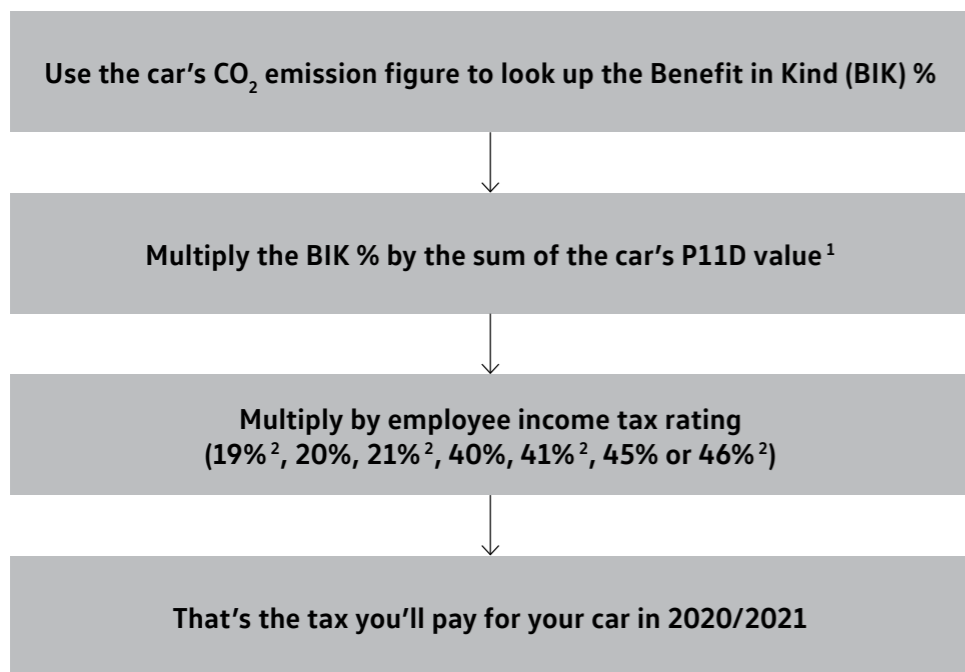 Use the car’s CO₂ emission figure to look up the Benefit in Kind (BIK) %
Multiply the BIK % by the sum of the car’s P11D value ¹
Multiply by employee income tax rating
(19% ², 20%, 21% ², 40%, 41% ², 45% or 46% ²)
That’s the tax you’ll pay for your car in 2020/2021